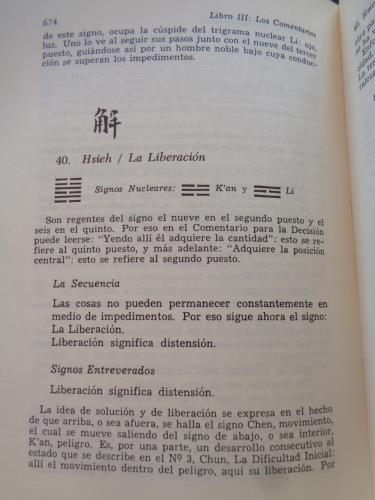 674
Libro III: Los Comentarios
de este signo, ocupa la cúspide del trigrama nuclear Li: ojo,
luz. Uno lo ve al seguir sus pasos junto con el nueve del tercer
puesto, guiándose así por un hombre noble bajo cuya conduc-
ción se superan los impedimentos.
解
40. Hsieh / La Liberación
Signos Nucleares: K'an y Li
Son regentes del signo el nueve en el segundo puesto y el
seis en el quinto. Por eso en el Comentario para la Decisión
puede leerse: "Yendo allí él adquiere la cantidad": esto se re-
fiere al quinto puesto, y más adelante: "Adquiere la posición
central": esto se refiere al segundo puesto.
La Secuencia
Las cosas no pueden permanecer constantemente en
medio de impedimentos. Por eso sigue ahora el signo:
La Liberación.
Liberación significa distensión.
Signos Entreverados
Liberación significa distensión.
La idea de solución y de liberación se expresa en el hecho
de que arriba, o sea afuera, se halla el signo Chen, movimiento,
el cual se mueve saliendo del signo de abajo, o sea interior,
K'an, peligro. Es, por una parte, un desarrollo consecutivo al
estado que se describe en el Nº 3, Chun, La Dificultad Inicial:
allí el movimiento dentro del peligro, aquí su liberación. Por